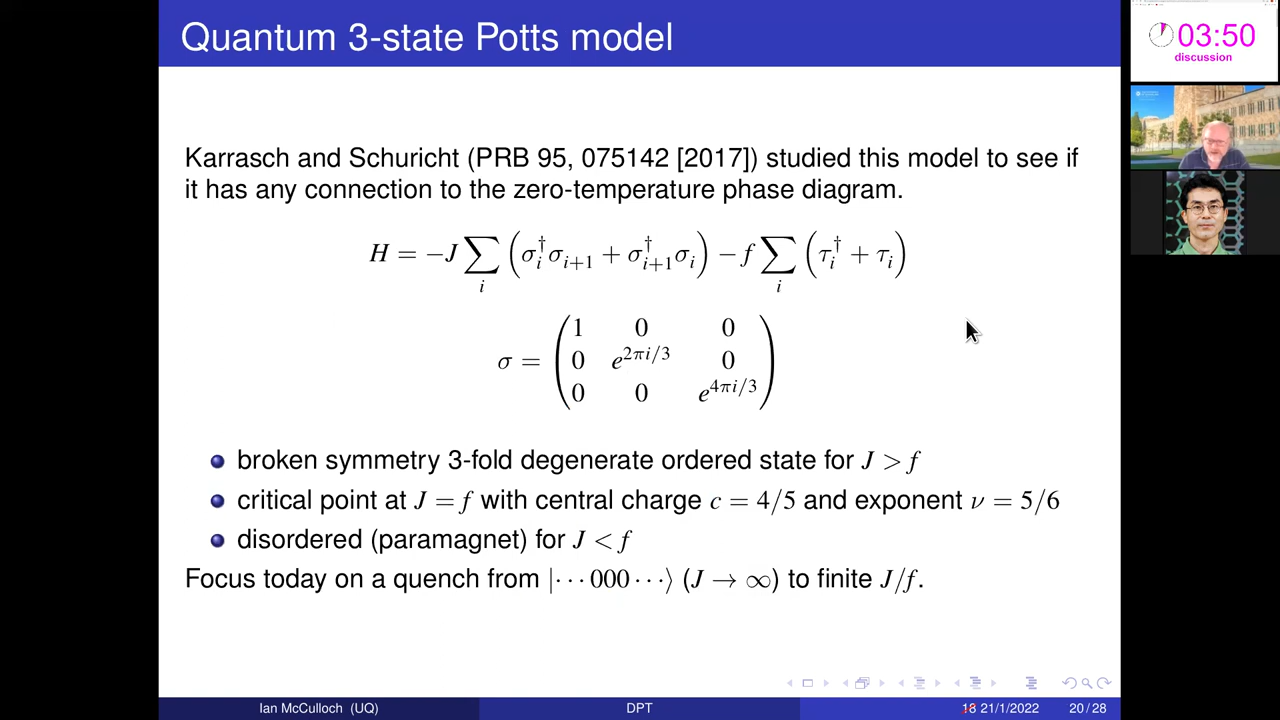 Quantum 3-state Potts model
03:50
discussion
Karrasch and Schuricht (PRB 95, 075142 [2017]) studied this model to see if
it has any connection to the zero-temperature phase diagram.
H = −J ∑_i (σ_i^† σ_{i+1} + σ_{i+1}^† σ_i) − f ∑_i (τ_i^† + τ_i)
σ = ( 1 0 0
0 e^{2πi/3} 0
0 0 e^{4πi/3} )
broken symmetry 3-fold degenerate ordered state for J > f
critical point at J = f with central charge c = 4/5 and exponent ν = 5/6
disordered (paramagnet) for J < f
Focus today on a quench from |⋯000⋯⟩ (J → ∞) to finite J/f.
Ian McCulloch (UQ) DPT 18 21/1/2022 20 / 28